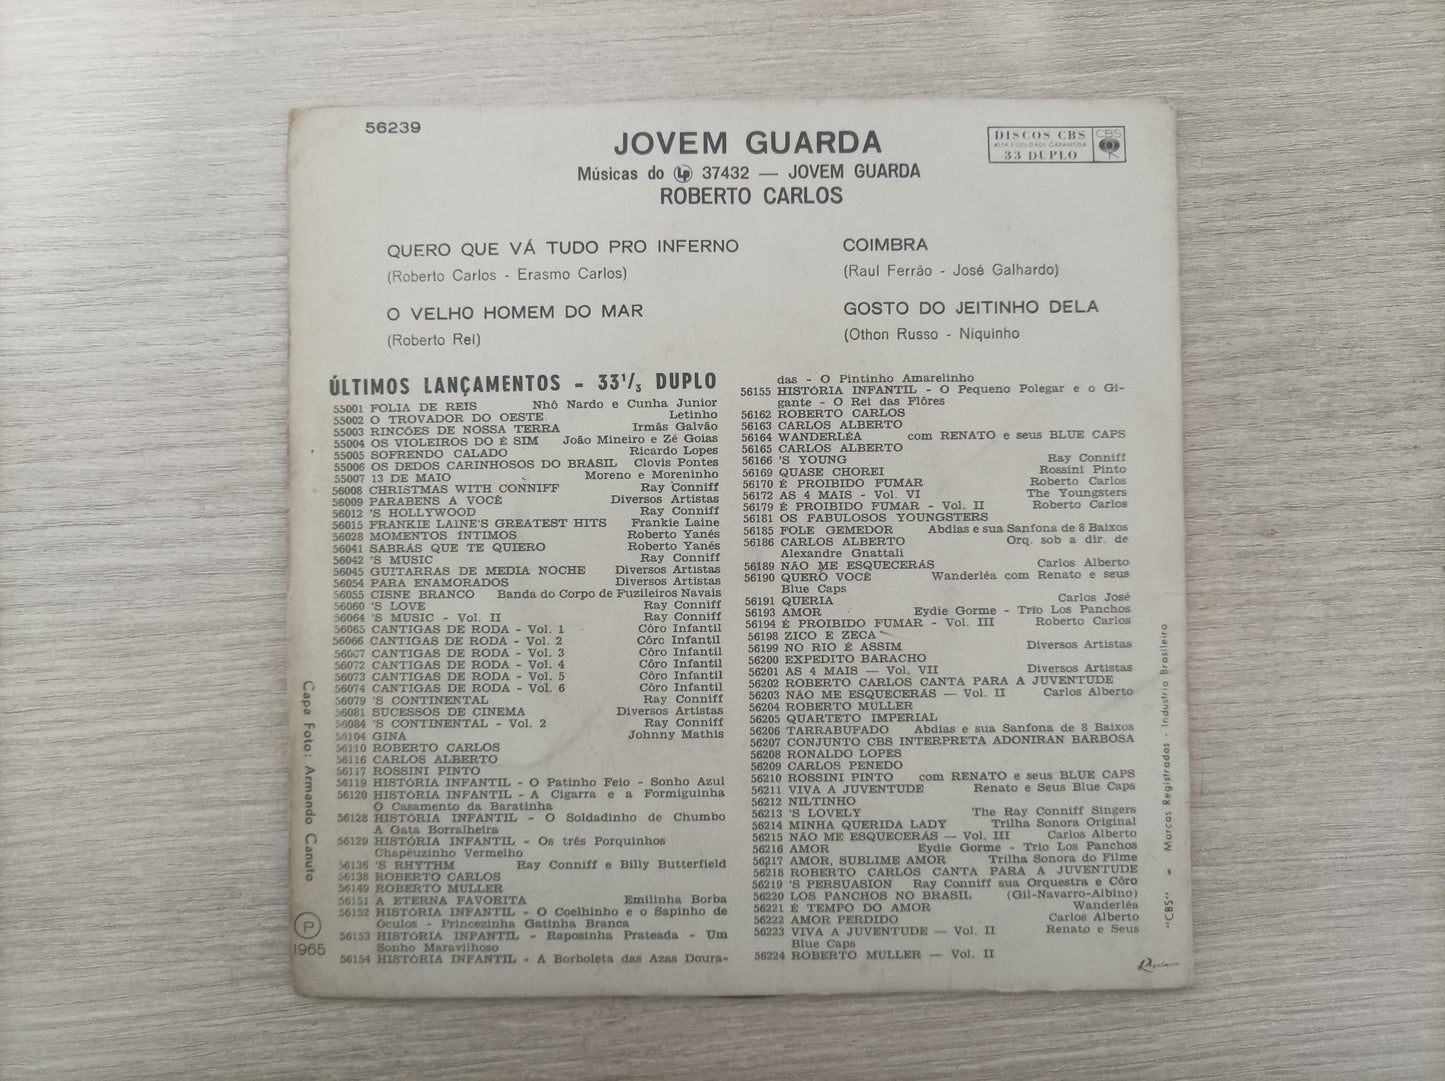 56239
JOVEM GUARDA
Músicas do LP 37432 — JOVEM GUARDA
ROBERTO CARLOS
DISCOS CBS
ALTA FIDELIDADE GARANTIDA
33 DUPLO
CBS
QUERO QUE VÁ TUDO PRO INFERNO
(Roberto Carlos - Erasmo Carlos)
O VELHO HOMEM DO MAR
(Roberto Rei)
COIMBRA
(Raul Ferrão - José Galhardo)
GOSTO DO JEITINHO DELA
(Othon Russo - Niquinho
ÚLTIMOS LANÇAMENTOS - 33 1/3 DUPLO
55001 FOLIA DE REIS Nhô Nardo e Cunha Junior
55002 O TROVADOR DO OESTE Letinho
55003 RINCÕES DE NOSSA TERRA Irmãs Galvão
55004 OS VIOLEIROS DO É SIM João Mineiro e Zé Goias
55005 SOFRENDO CALADO Ricardo Lopes
55006 OS DEDOS CARINHOSOS DO BRASIL Clovis Pontes
55007 13 DE MAIO Moreno e Moreninho
56008 CHRISTMAS WITH CONNIFF Ray Conniff
56009 PARABENS A VOCÊ Diversos Artistas
56012 'S HOLLYWOOD Ray Conniff
56015 FRANKIE LAINE'S GREATEST HITS Frankie Laine
56028 MOMENTOS ÍNTIMOS Roberto Yanés
56041 SABRÁS QUE TE QUIERO Roberto Yanés
56042 'S MUSIC Ray Conniff
56045 GUITARRAS DE MEDIA NOCHE Diversos Artistas
56054 PARA ENAMORADOS Diversos Artistas
56055 CISNE BRANCO Banda do Corpo de Fuzileiros Navais
56060 'S LOVE Ray Conniff
56064 'S MUSIC - Vol. II Ray Conniff
56065 CANTIGAS DE RODA - Vol. 1 Côro Infantil
56066 CANTIGAS DE RODA - Vol. 2 Côro Infantil
56067 CANTIGAS DE RODA - Vol. 3 Côro Infantil
56072 CANTIGAS DE RODA - Vol. 4 Côro Infantil
56073 CANTIGAS DE RODA - Vol. 5 Côro Infantil
56074 CANTIGAS DE RODA - Vol. 6 Côro Infantil
56079 'S CONTINENTAL Ray Conniff
56081 SUCESSOS DE CINEMA Diversos Artistas
56084 'S CONTINENTAL - Vol. 2 Ray Conniff
56104 GINA Johnny Mathis
56110 ROBERTO CARLOS
56116 CARLOS ALBERTO
56117 ROSSINI PINTO
56119 HISTÓRIA INFANTIL - O Patinho Feio - Sonho Azul
56120 HISTÓRIA INFANTIL - A Cigarra e a Formiguinha
O Casamento da Baratinha
56128 HISTÓRIA INFANTIL - O Soldadinho de Chumbo
A Gata Borralheira
56129 HISTÓRIA INFANTIL - Os três Porquinhos
Chapéuzinho Vermelho
56136 'S RHYTHM Ray Conniff e Billy Butterfield
56138 ROBERTO CARLOS
56149 ROBERTO MULLER
56151 A ETERNA FAVORITA Emilinha Borba
56152 HISTÓRIA INFANTIL - O Coelhinho e o Sapinho de
Óculos - Princezinha Gatinha Branca
56153 HISTÓRIA INFANTIL - Raposinha Prateada - Um
Sonho Maravilhoso
56154 HISTÓRIA INFANTIL - A Borboleta das Azas Doura-
das - O Pintinho Amarelinho
56155 HISTÓRIA INFANTIL - O Pequeno Polegar e o Gi-
gante - O Rei das Flôres
56162 ROBERTO CARLOS
56163 CARLOS ALBERTO
56164 WANDERLÉA com RENATO e seus BLUE CAPS
56165 CARLOS ALBERTO
56166 'S YOUNG Ray Conniff
56169 QUASE CHOREI Rossini Pinto
56170 É PROIBIDO FUMAR Roberto Carlos
56172 AS 4 MAIS - Vol. VI The Youngsters
56179 É PROIBIDO FUMAR - Vol. II Roberto Carlos
56181 OS FABULOSOS YOUNGSTERS
56185 FOLE GEMEDOR Abdias e sua Sanfona de 8 Baixos
56186 CARLOS ALBERTO Orq. sob a dir. de
Alexandre Gnattali
56189 NÃO ME ESQUECERÁS Carlos Alberto
56190 QUERO VOCÊ Wanderléa com Renato e seus
Blue Caps
56191 QUERIA Carlos José
56193 AMOR Eydie Gorme - Trio Los Panchos
56194 É PROIBIDO FUMAR - Vol. III Roberto Carlos
56198 ZICO E ZECA
56199 NO RIO É ASSIM Diversos Artistas
56200 EXPEDITO BARACHO
56201 AS 4 MAIS — Vol. VII Diversos Artistas
56202 ROBERTO CARLOS CANTA PARA A JUVENTUDE
56203 NÃO ME ESQUECERÁS — Vol. II Carlos Alberto
56204 ROBERTO MULLER
56205 QUARTETO IMPERIAL
56206 TARRABUFADO Abdias e sua Sanfona de 8 Baixos
56207 CONJUNTO CBS INTERPRETA ADONIRAN BARBOSA
56208 RONALDO LOPES
56209 CARLOS PENEDO
56210 ROSSINI PINTO com RENATO e seus BLUE CAPS
56211 VIVA A JUVENTUDE Renato e Seus Blue Caps
56212 NILTINHO
56213 'S LOVELY The Ray Conniff Singers
56214 MINHA QUERIDA LADY Trilha Sonora Original
56215 NÃO ME ESQUECERÁS — Vol. III Carlos Alberto
56216 AMOR Eydie Gorme - Trio Los Panchos
56217 AMOR, SUBLIME AMOR Trilha Sonora do Filme
56218 ROBERTO CARLOS CANTA PARA A JUVENTUDE
56219 'S PERSUASION Ray Conniff sua Orquestra e Côro
56220 LOS PANCHOS NO BRASIL (Gil-Navarro-Albino)
56221 É TEMPO DO AMOR Wanderléa
56222 AMOR PERDIDO Carlos Alberto
56223 VIVA A JUVENTUDE — Vol. II Renato e Seus
Blue Caps
56224 ROBERTO MULLER — Vol. II
Capa Foto: Armando Canuto
P
1965
"CBS" - Marcas Registradas - Industria Brasileira